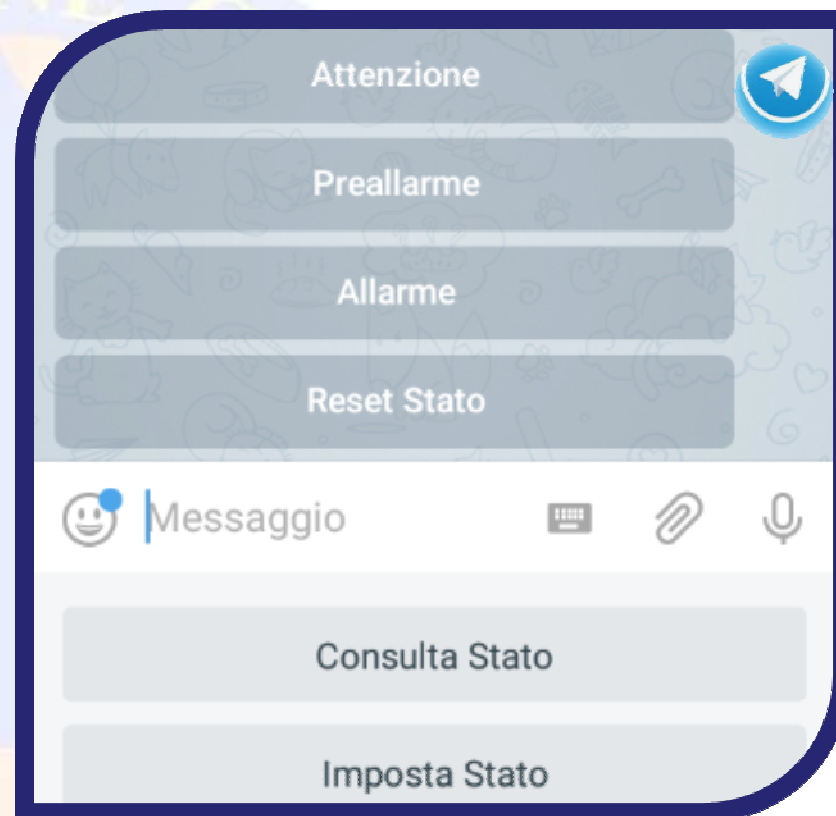 Attenzione
Preallarme
Allarme
Reset Stato
Messaggio
Consulta Stato
Imposta Stato